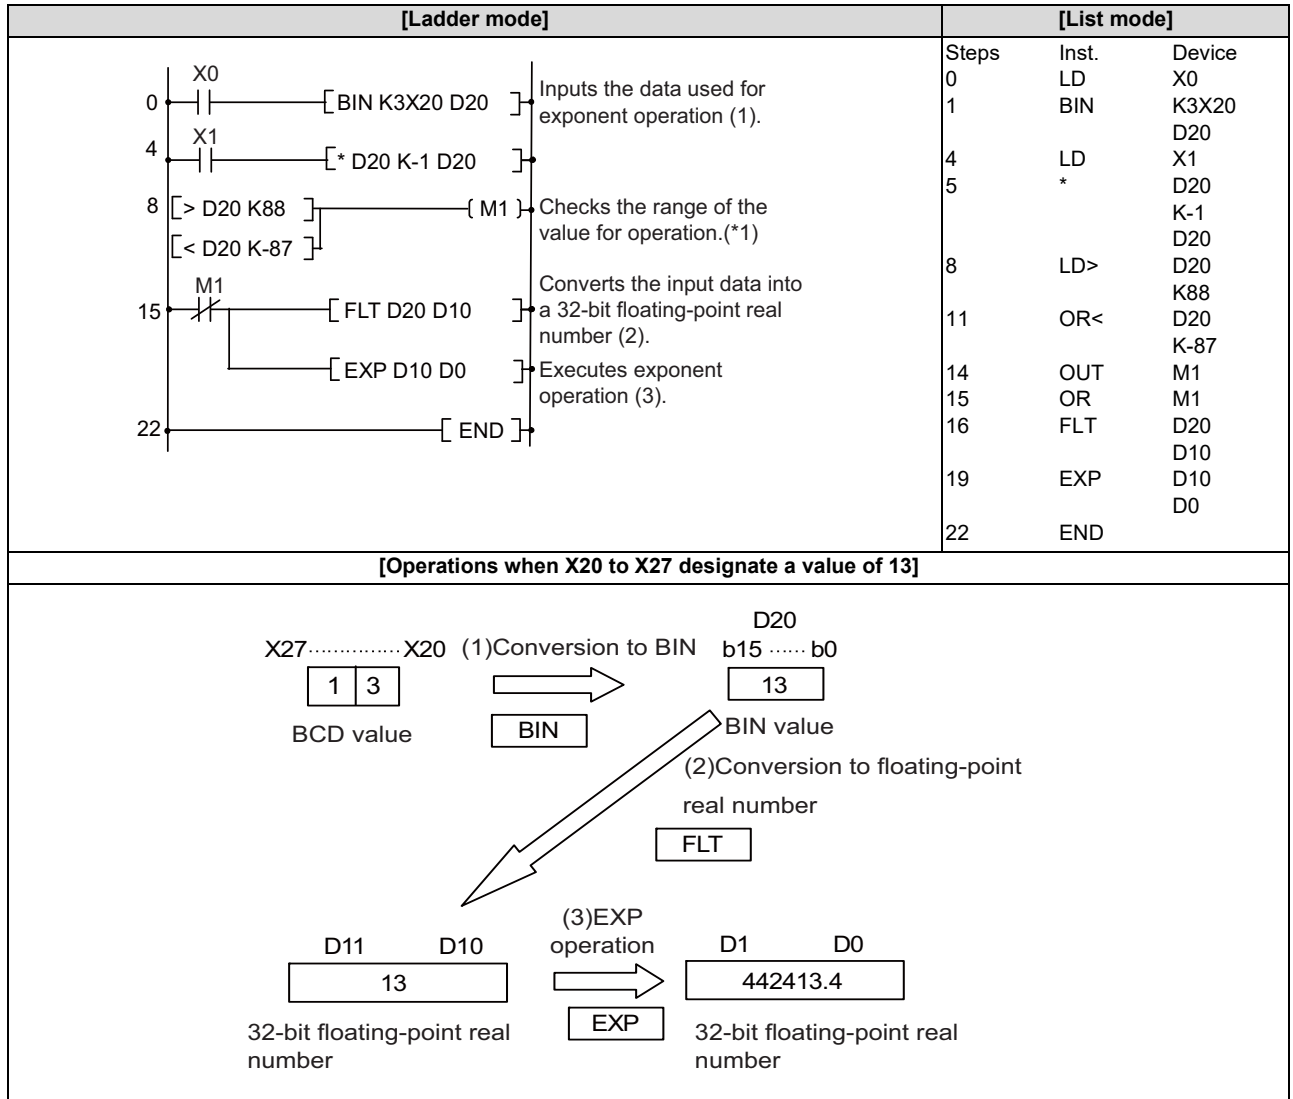 [Ladder mode]
[List mode]
X0
0 [ BIN K3X20 D20 ] Inputs the data used for
exponent operation (1).
X1
4 [ * D20 K-1 D20 ]
8 [ > D20 K88 ] ( M1 ) Checks the range of the
[ < D20 K-87 ] value for operation.(*1)
M1
Converts the input data into
15 [ FLT D20 D10 ] a 32-bit floating-point real
number (2).
[ EXP D10 D0 ] Executes exponent
operation (3).
22 [ END ]
Steps Inst. Device
0 LD X0
1 BIN K3X20
D20
4 LD X1
5 * D20
K-1
D20
8 LD> D20
K88
11 OR< D20
K-87
14 OUT M1
15 OR M1
16 FLT D20
D10
19 EXP D10
D0
22 END
[Operations when X20 to X27 designate a value of 13]
D20
X27 ............... X20 (1)Conversion to BIN b15 ...... b0
1 3 13
BCD value BIN BIN value
(2)Conversion to floating-point
real number
FLT
(3)EXP
D11 D10 operation D1 D0
13 442413.4
EXP
32-bit floating-point real 32-bit floating-point real
number number